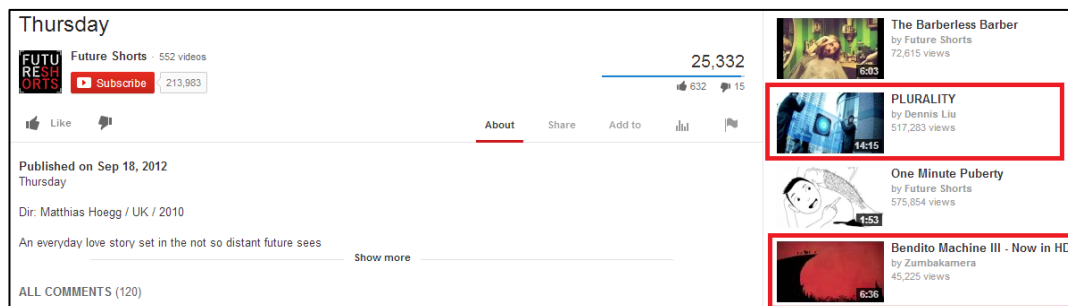 Thursday
FUTU
RESH
ORTS
Future Shorts · 552 videos
Subscribe 213,983
25,332
632 15
Like
About Share Add to
Published on Sep 18, 2012
Thursday
Dir: Matthias Hoegg / UK / 2010
An everyday love story set in the not so distant future sees
Show more
ALL COMMENTS (120)
The Barberless Barber
by Future Shorts
72,615 views
6:03
PLURALITY
by Dennis Liu
517,283 views
14:15
One Minute Puberty
by Future Shorts
575,854 views
1:53
Bendito Machine III - Now in HD
by Zumbakamera
45,225 views
6:36